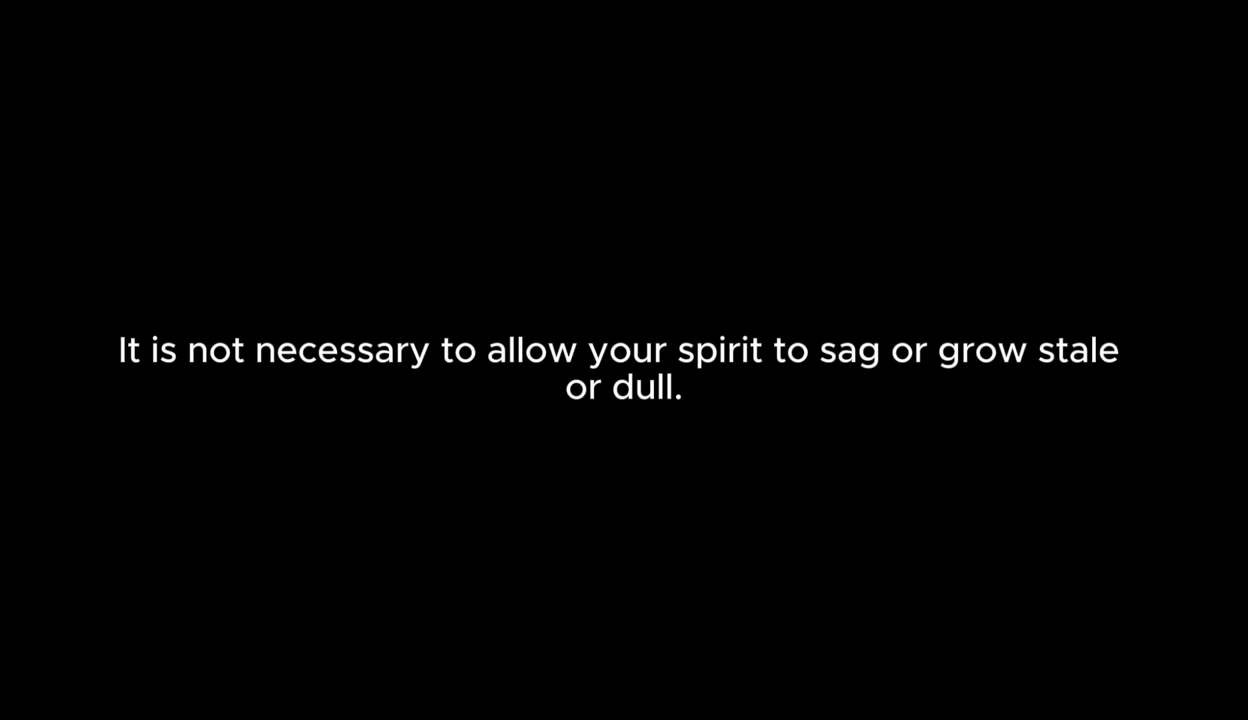 It is not necessary to allow your spirit to sag or grow stale
or dull.